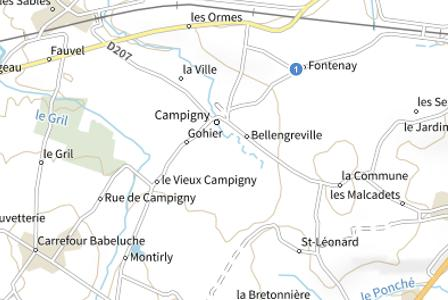 les Sables
les Ormes
Fauvel
D207
geau
la Ville
1
Fontenay
Campigny
les Se
le Gril
Gohier
Bellengreville
le Jardin
le Gril
le Vieux Campigny
la Commune
Rue de Campigny
les Malcadets
uvetterie
Carrefour Babeluche
St-Léonard
Montirly
la Bretonnière
le Ponché